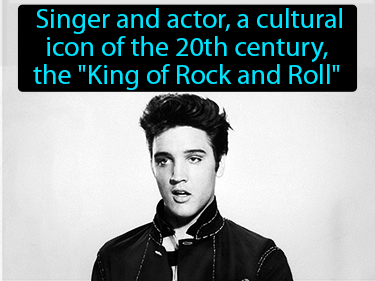 Singer and actor, a cultural
icon of the 20th century,
the "King of Rock and Roll"